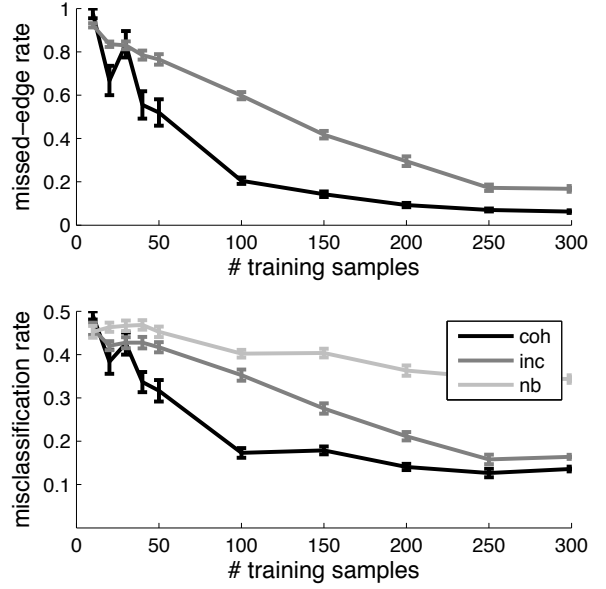 missed−edge rate
1
0.8
0.6
0.4
0.2
0
0 50 100 150 200 250 300
# training samples
misclassification rate
0.5
0.4
0.3
0.2
0.1
coh
inc
nb
0 50 100 150 200 250 300
# training samples